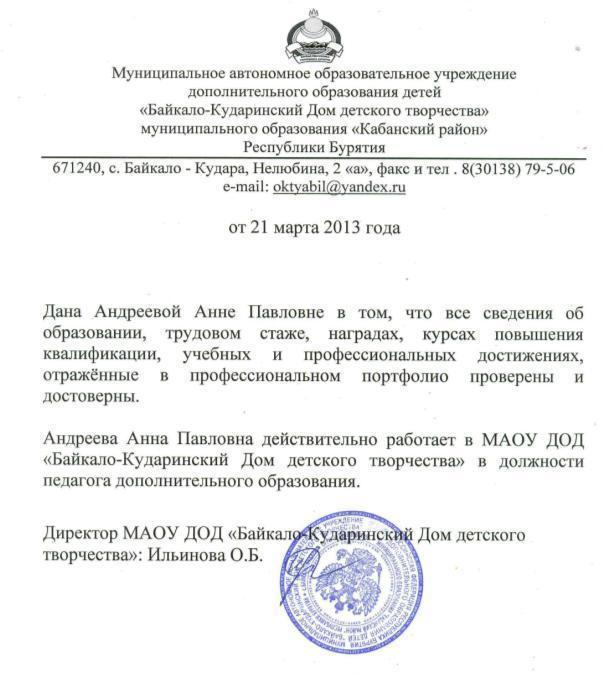 Муниципальное автономное образовательное учреждение
дополнительного образования детей
«Байкало-Кударинский Дом детского творчества»
муниципального образования «Кабанский район»
Республики Бурятия
671240, с. Байкало - Кудара, Нелюбина, 2 «а», факс и тел . 8(30138) 79-5-06
e-mail: oktyabil@yandex.ru
от 21 марта 2013 года
Дана Андреевой Анне Павловне в том, что все сведения об
образовании, трудовом стаже, наградах, курсах повышения
квалификации, учебных и профессиональных достижениях,
отражённые в профессиональном портфолио проверены и
достоверны.
Андреева Анна Павловна действительно работает в МАОУ ДОД
«Байкало-Кударинский Дом детского творчества» в должности
педагога дополнительного образования.
Директор МАОУ ДОД «Байкало-Кударинский Дом детского
творчества»: Ильинова О.Б.